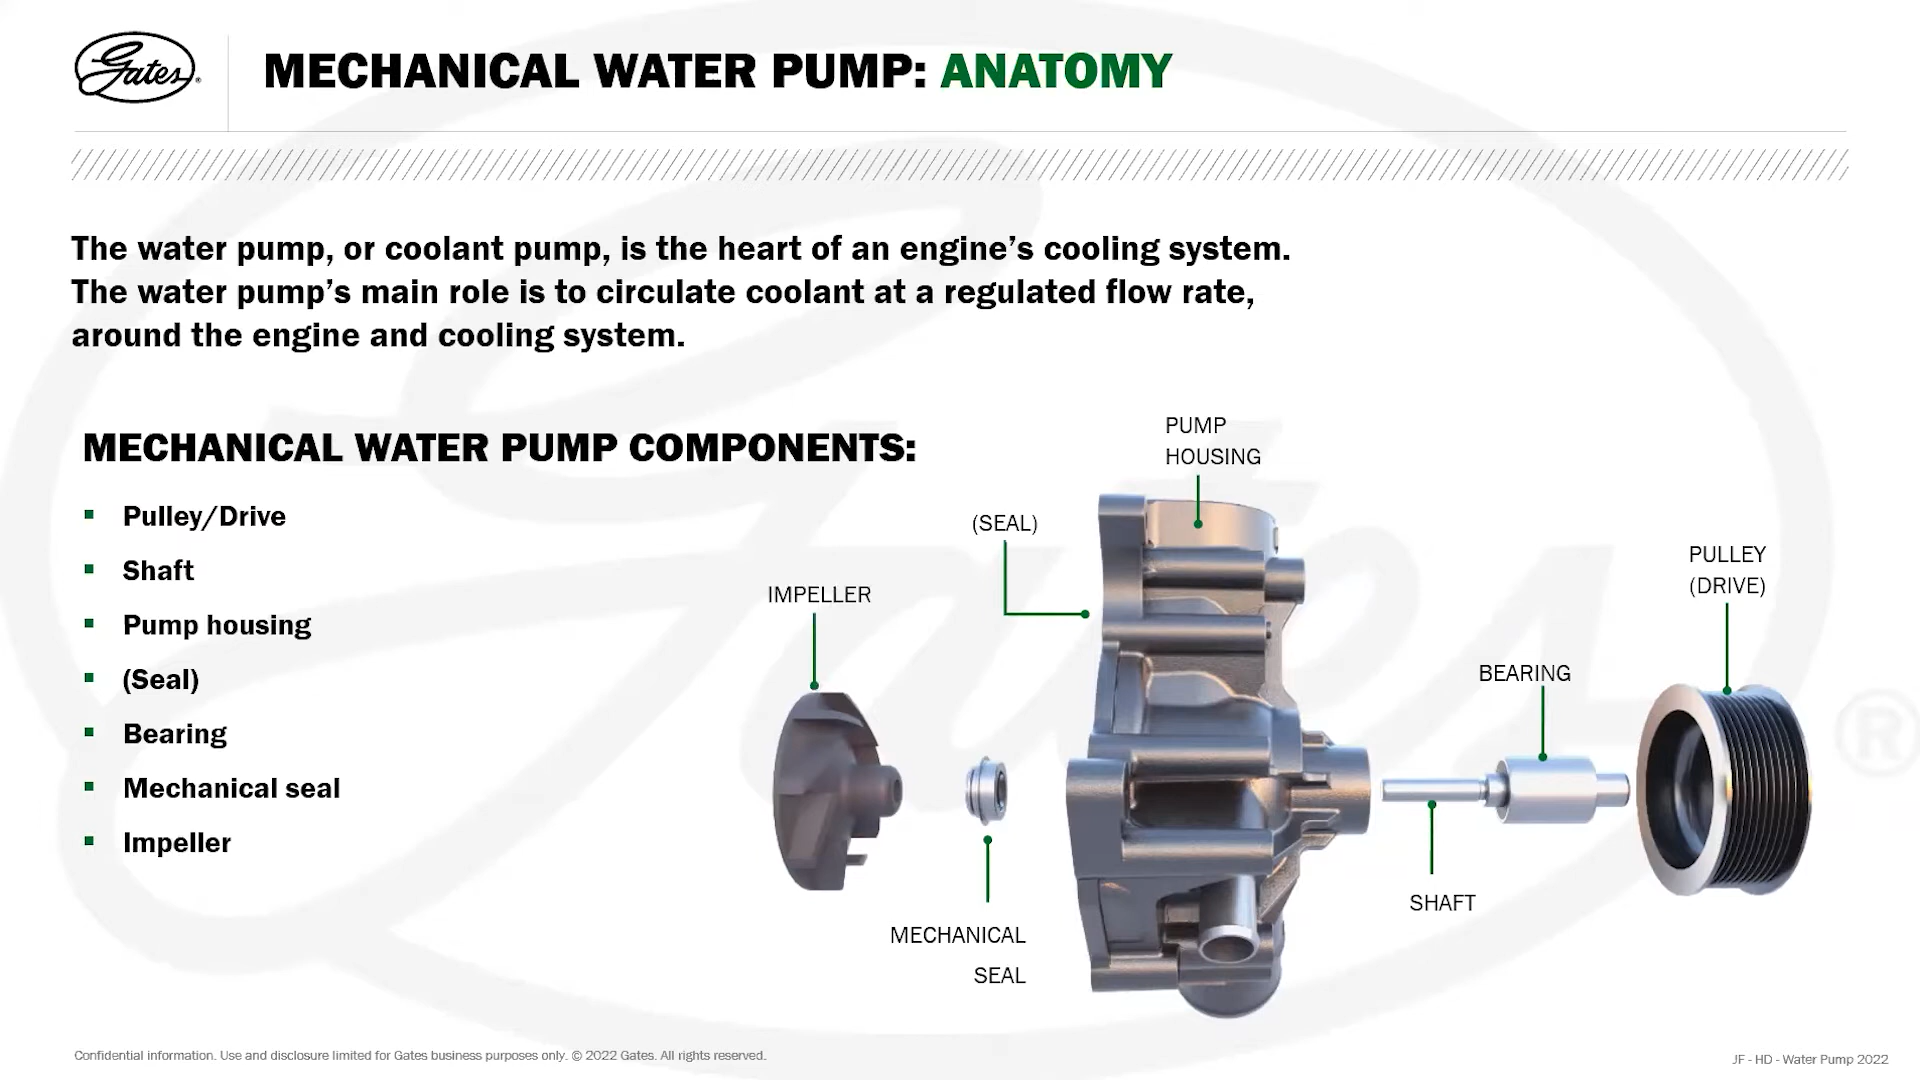 Gates®
MECHANICAL WATER PUMP: ANATOMY
The water pump, or coolant pump, is the heart of an engine’s cooling system.
The water pump’s main role is to circulate coolant at a regulated flow rate,
around the engine and cooling system.
MECHANICAL WATER PUMP COMPONENTS:
▪ Pulley/Drive
▪ Shaft
▪ Pump housing
▪ (Seal)
▪ Bearing
▪ Mechanical seal
▪ Impeller
PUMP
HOUSING
(SEAL)
IMPELLER
PULLEY
(DRIVE)
BEARING
SHAFT
MECHANICAL
SEAL
Gates®
Confidential information. Use and disclosure limited for Gates business purposes only. © 2022 Gates. All rights reserved.
JF - HD - Water Pump 2022